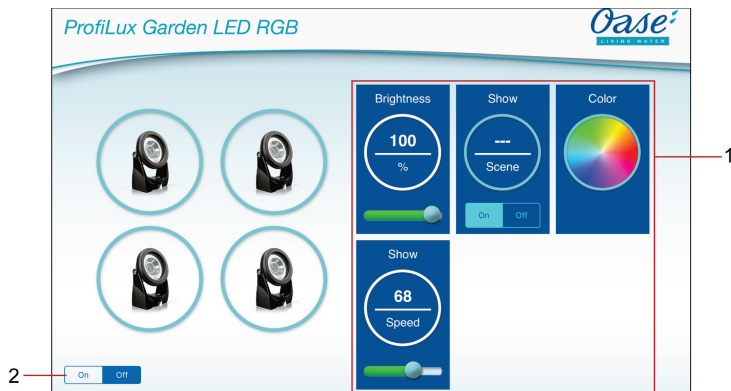 ProfiLux Garden LED RGB
Oase
LIVING WATER
Brightness
100
%
Show
---
Scene
On Off
Color
1
Show
68
Speed
2
On Off